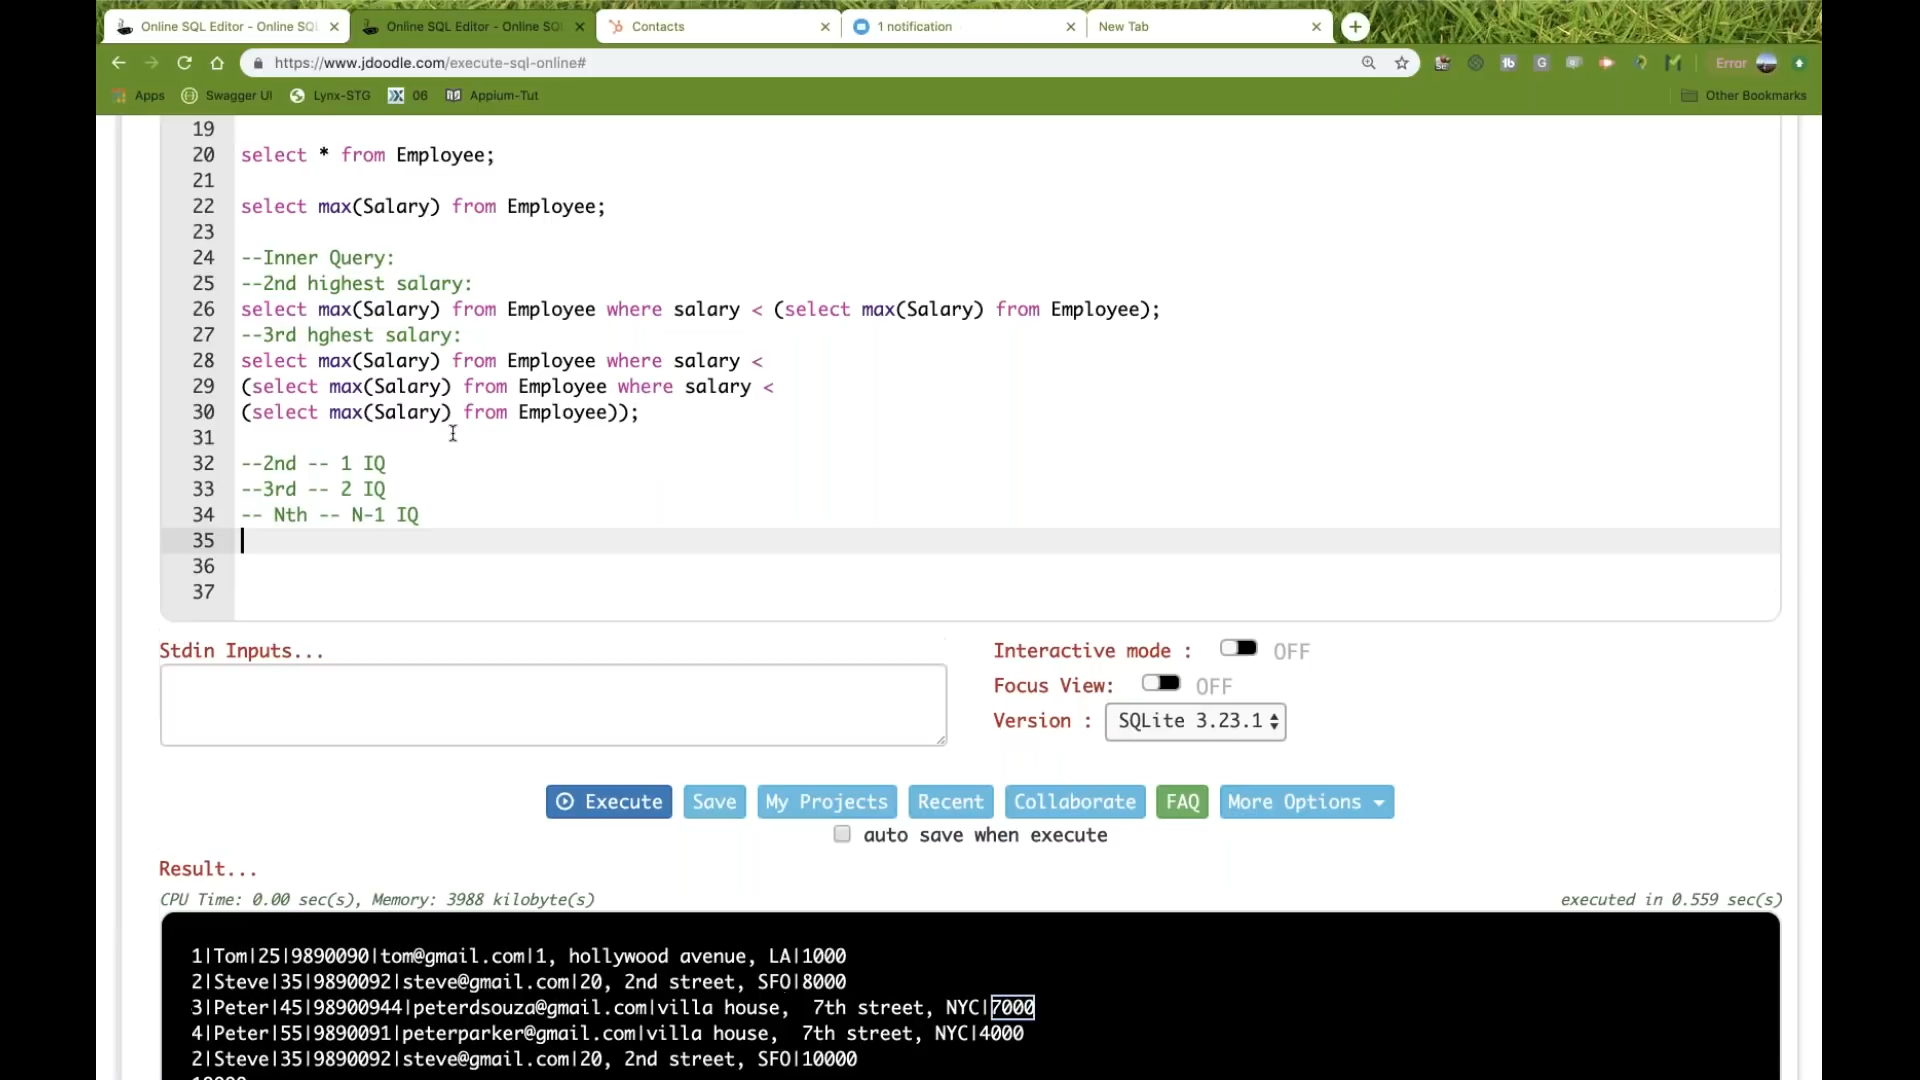 Online SQL Editor - Online SQL
Online SQL Editor - Online SQL
Contacts
1 notification
New Tab
https://www.jdoodle.com/execute-sql-online#
Error
Apps
Swagger UI
Lynx-STG
06
Appium-Tut
Other Bookmarks
19
20 select * from Employee;
21
22 select max(Salary) from Employee;
23
24 --Inner Query:
25 --2nd highest salary:
26 select max(Salary) from Employee where salary < (select max(Salary) from Employee);
27 --3rd hghest salary:
28 select max(Salary) from Employee where salary <
29 (select max(Salary) from Employee where salary <
30 (select max(Salary) from Employee));
31
32 --2nd -- 1 IQ
33 --3rd -- 2 IQ
34 -- Nth -- N-1 IQ
35
36
37
Stdin Inputs...
Interactive mode : OFF
Focus View: OFF
Version : SQLite 3.23.1
Execute
Save
My Projects
Recent
Collaborate
FAQ
More Options
auto save when execute
Result...
CPU Time: 0.00 sec(s), Memory: 3988 kilobyte(s)
executed in 0.559 sec(s)
1|Tom|25|9890090|tom@gmail.com|1, hollywood avenue, LA|1000
2|Steve|35|9890092|steve@gmail.com|20, 2nd street, SFO|8000
3|Peter|45|98900944|peterdsouza@gmail.com|villa house,  7th street, NYC|7000
4|Peter|55|9890091|peterparker@gmail.com|villa house,  7th street, NYC|4000
2|Steve|35|9890092|steve@gmail.com|20, 2nd street, SFO|10000